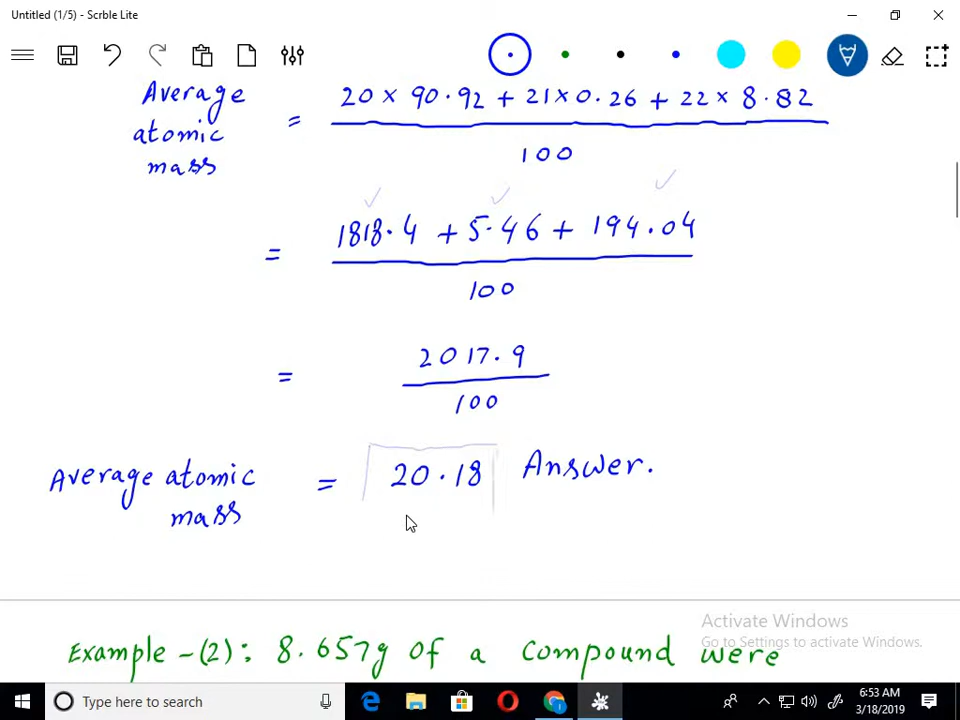 Untitled (1/5) - Scrble Lite
Average atomic mass = 20 × 90.92 + 21 × 0.26 + 22 × 8.82
100
= 1818.4 + 5.46 + 194.04
100
= 2017.9
100
Average atomic mass = 20.18 Answer.
Activate Windows
Go to Settings to activate Windows.
Example -(2): 8.657g of a compound were
Type here to search
6:53 AM
3/18/2019